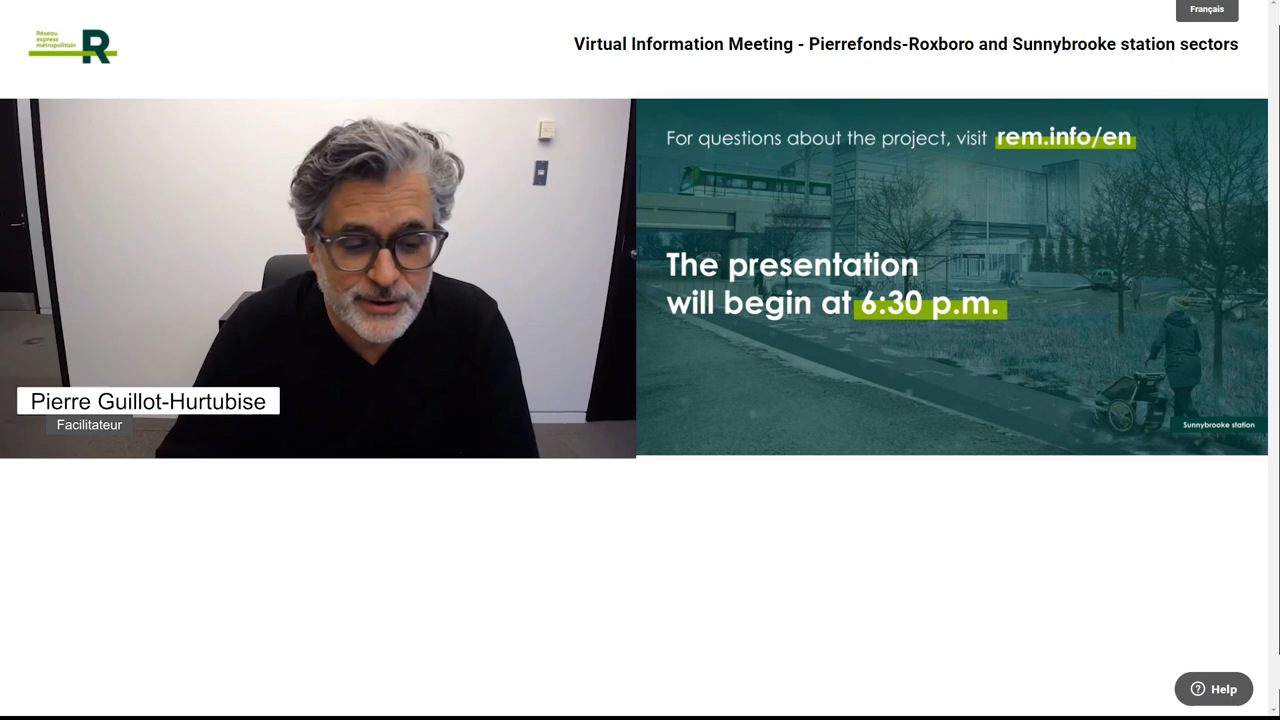 Français
Réseau
express
métropolitain
R
Virtual Information Meeting - Pierrefonds-Roxboro and Sunnybrooke station sectors
For questions about the project, visit rem.info/en
The presentation
will begin at 6:30 p.m.
Pierre Guillot-Hurtubise
Facilitateur
Sunnybrooke station
Help